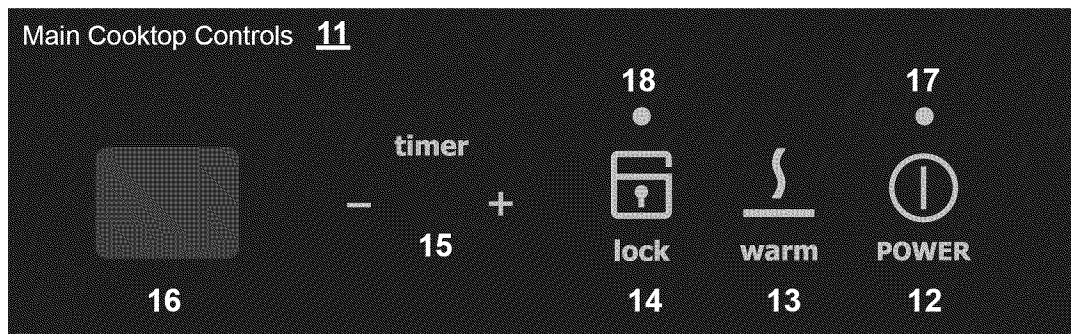 Main Cooktop Controls 11
18 17
timer
− +
15
lock warm POWER
16 14 13 12